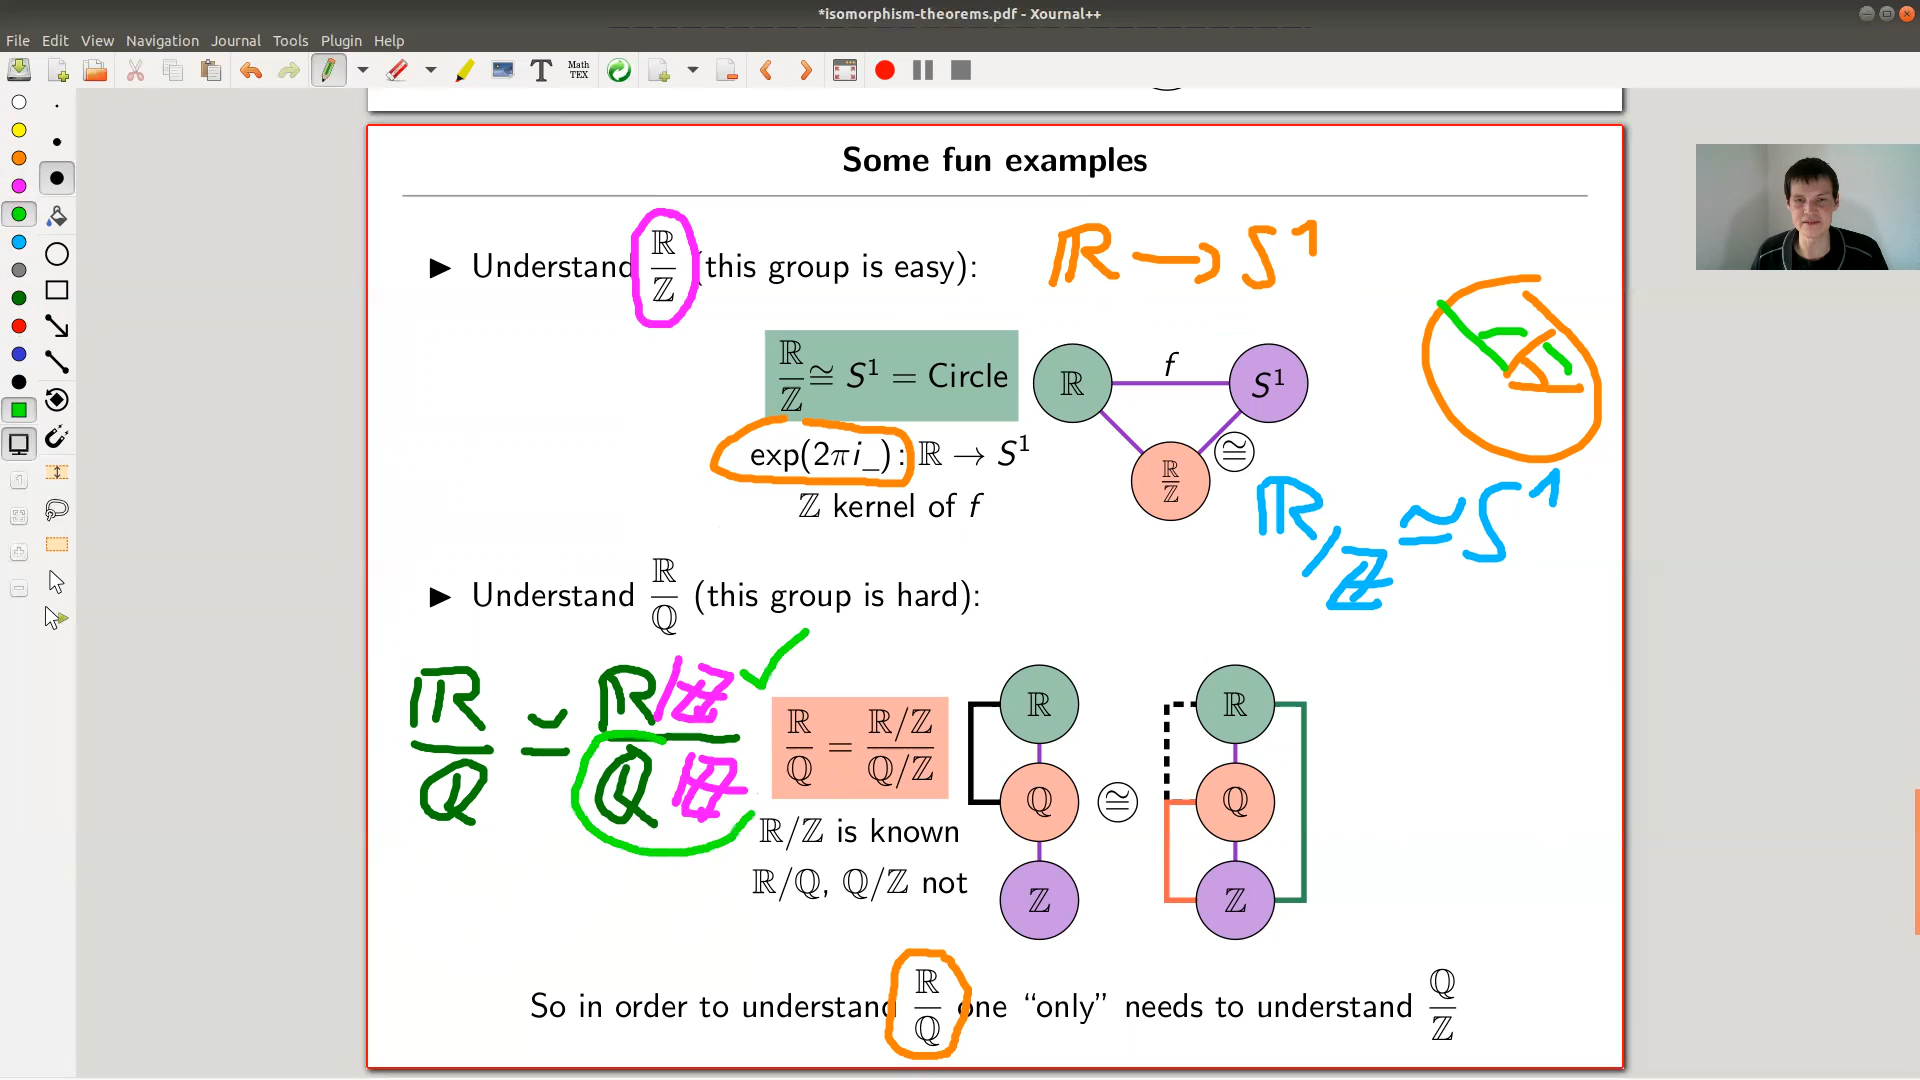 *isomorphism-theorems.pdf - Xournal++
File Edit View Navigation Journal Tools Plugin Help
T Math TEX
Some fun examples
► Understand ℝ/ℤ (this group is easy):
ℝ → S¹
ℝ/ℤ ≅ S¹ = Circle
exp(2πi_): ℝ → S¹
ℤ kernel of f
ℝ f S¹
≅
ℝ/ℤ
ℝ/ℤ ≅ S¹
► Understand ℝ/ℚ (this group is hard):
ℝ/ℚ ≅ ℝ/ℤ / ℚ/ℤ ✓
ℝ/ℚ = (ℝ/ℤ)/(ℚ/ℤ)
ℝ/ℤ is known
ℝ/ℚ, ℚ/ℤ not
ℝ ℝ
ℚ ≅ ℚ
ℤ ℤ
So in order to understand ℝ/ℚ one “only” needs to understand ℚ/ℤ